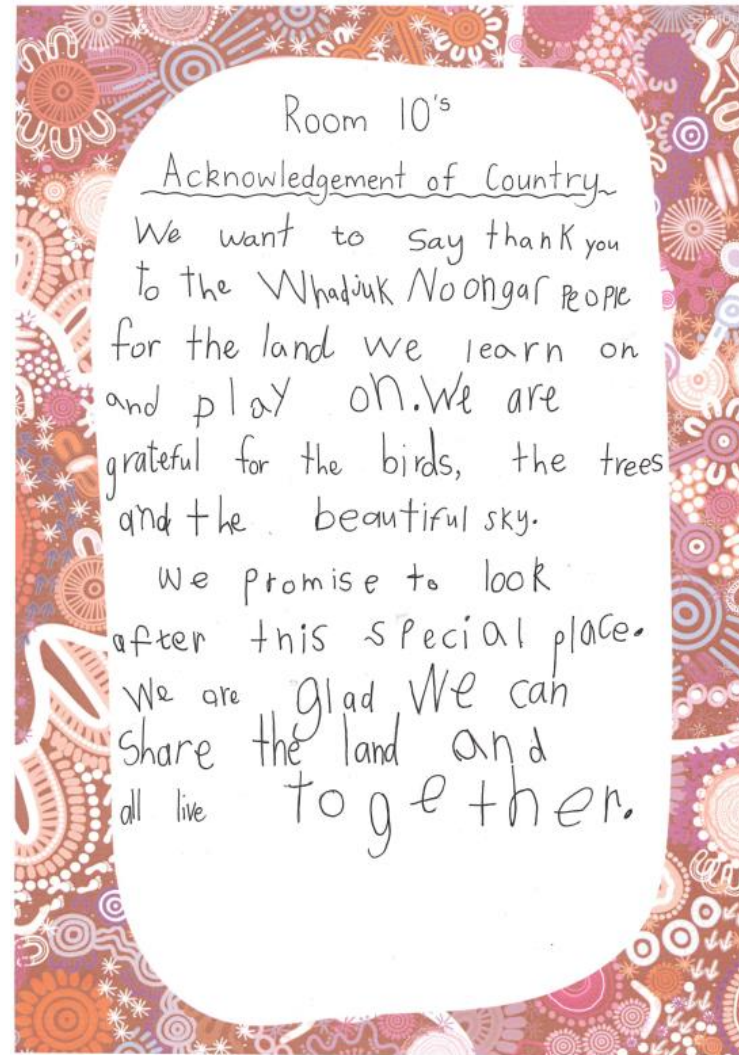 Room 10's
Acknowledgement of Country
We want to say thank you
to the Whadjuk Noongar People
for the land we learn on
and play on. We are
grateful for the birds, the trees
and the beautiful sky.
We promise to look
after this special place.
We are glad We can
Share the land and
all live together.